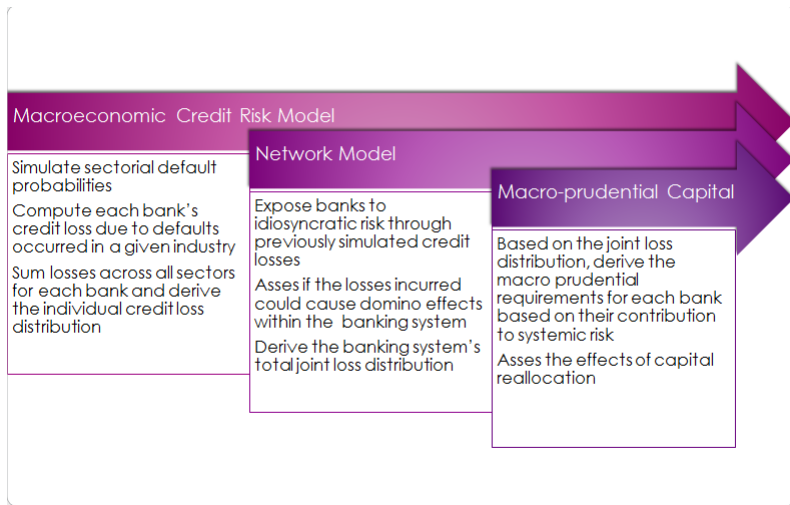 Macroeconomic Credit Risk Model
Simulate sectorial default
probabilities
Compute each bank's
credit loss due to defaults
occurred in a given industry
Sum losses across all sectors
for each bank and derive
the individual credit loss
distribution
Network Model
Expose banks to
idiosyncratic risk through
previously simulated credit
losses
Asses if the losses incurred
could cause domino effects
within the banking system
Derive the banking system's
total joint loss distribution
Macro-prudential Capital
Based on the joint loss
distribution, derive the
macro prudential
requirements for each bank
based on their contribution
to systemic risk
Asses the effects of capital
reallocation